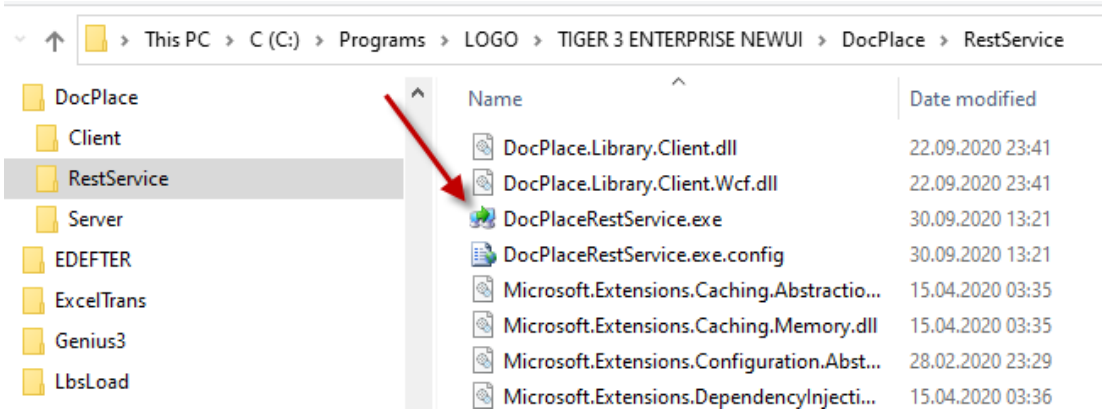 This PC > C (C:) > Programs > LOGO > TIGER 3 ENTERPRISE NEWUI > DocPlace > RestService
DocPlace
Client
RestService
Server
EDEFTER
ExcelTrans
Genius3
LbsLoad
Name Date modified
DocPlace.Library.Client.dll 22.09.2020 23:41
DocPlace.Library.Client.Wcf.dll 22.09.2020 23:41
DocPlaceRestService.exe 30.09.2020 13:21
DocPlaceRestService.exe.config 30.09.2020 13:21
Microsoft.Extensions.Caching.Abstractio... 15.04.2020 03:35
Microsoft.Extensions.Caching.Memory.dll 15.04.2020 03:35
Microsoft.Extensions.Configuration.Abst... 28.02.2020 23:29
Microsoft.Extensions.DependencyInjecti... 15.04.2020 03:36